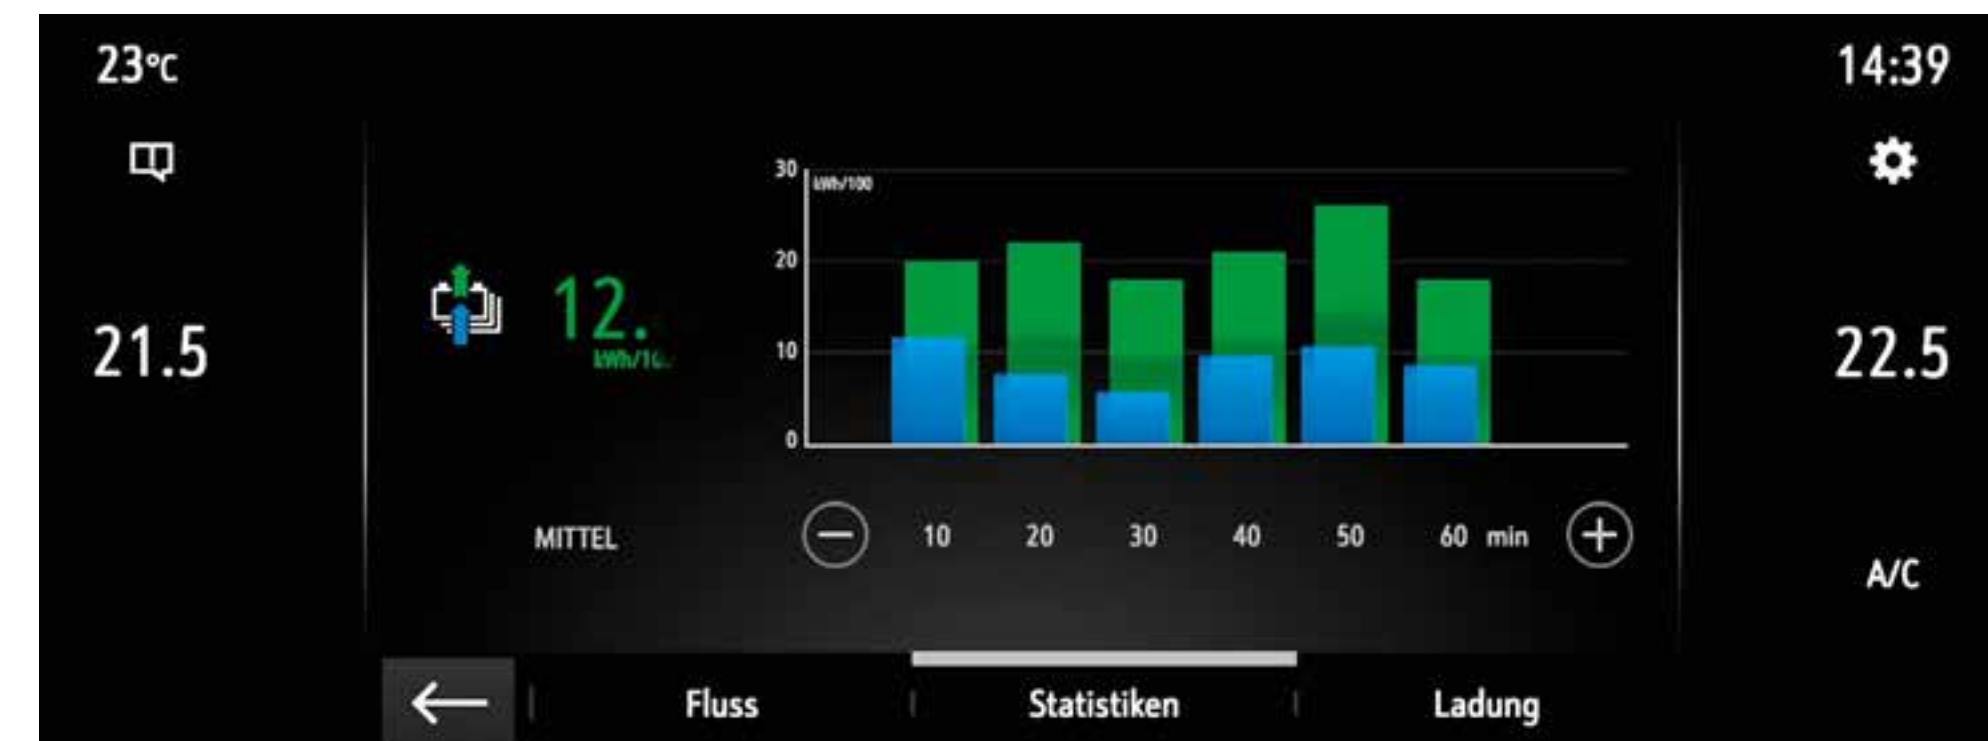 23°C
14:39
30
kWh/100
20
12.
10
21.5
22.5
0
MITTEL
10 20 30 40 50 60 min
A/C
Fluss Statistiken Ladung